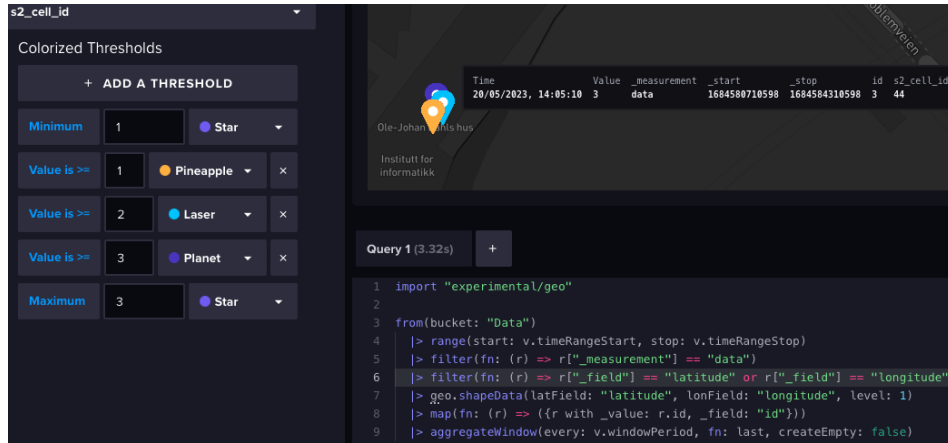 s2_cell_id
Colorized Thresholds
+ ADD A THRESHOLD
Minimum 1 Star
Value is >= 1 Pineapple ×
Value is >= 2 Laser ×
Value is >= 3 Planet ×
Maximum 3 Star
Time Value _measurement _start _stop id s2_cell_id
20/05/2023, 14:05:10 3 data 1684580710598 1684584310598 3 44
Ole-Johan hus
Institutt for
informatikk
Query 1 (3.32s) +
1 import "experimental/geo"
2
3 from(bucket: "Data")
4 |> range(start: v.timeRangeStart, stop: v.timeRangeStop)
5 |> filter(fn: (r) => r["_measurement"] == "data")
6 |> filter(fn: (r) => r["_field"] == "latitude" or r["_field"] == "longitude"
7 |> geo.shapeData(latField: "latitude", lonField: "longitude", level: 1)
8 |> map(fn: (r) => ({r with _value: r.id, _field: "id"}))
9 |> aggregateWindow(every: v.windowPeriod, fn: last, createEmpty: false)